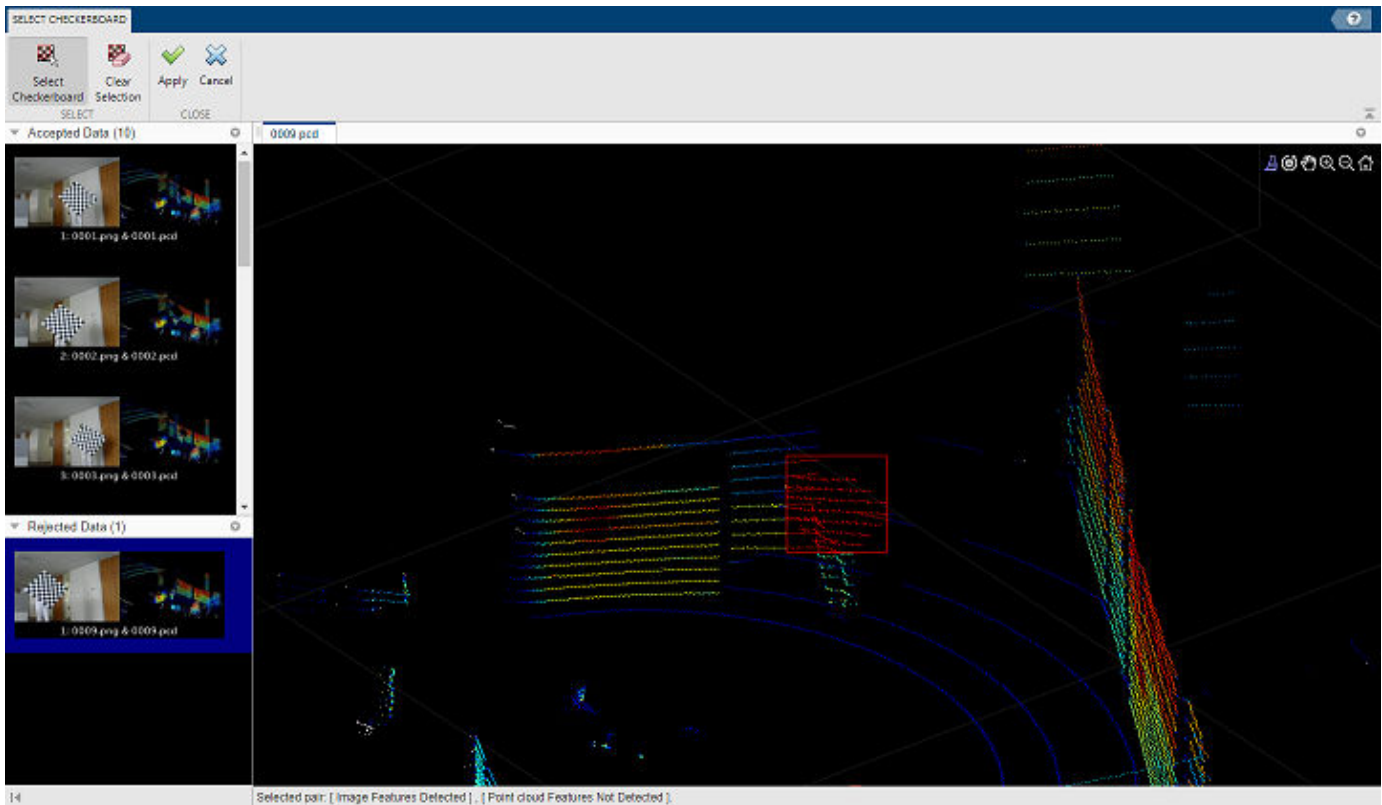 SELECT CHECKERBOARD
Select
Checkerboard
Clear
Selection
Apply
Cancel
SELECT
CLOSE
Accepted Data (10)
0009.pcd
1: 0001.png & 0001.pcd
2: 0002.png & 0002.pcd
3: 0003.png & 0003.pcd
Rejected Data (1)
1: 0009.png & 0009.pcd
Selected pair: [ Image Features Detected ] , [ Point cloud Features Not Detected ].